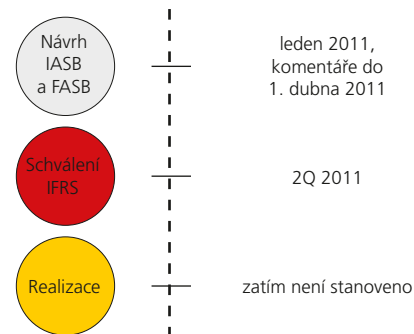 Návrh
IASB
a FASB
leden 2011,
komentáře do
1. dubna 2011
Schválení
IFRS
2Q 2011
Realizace
zatím není stanoveno